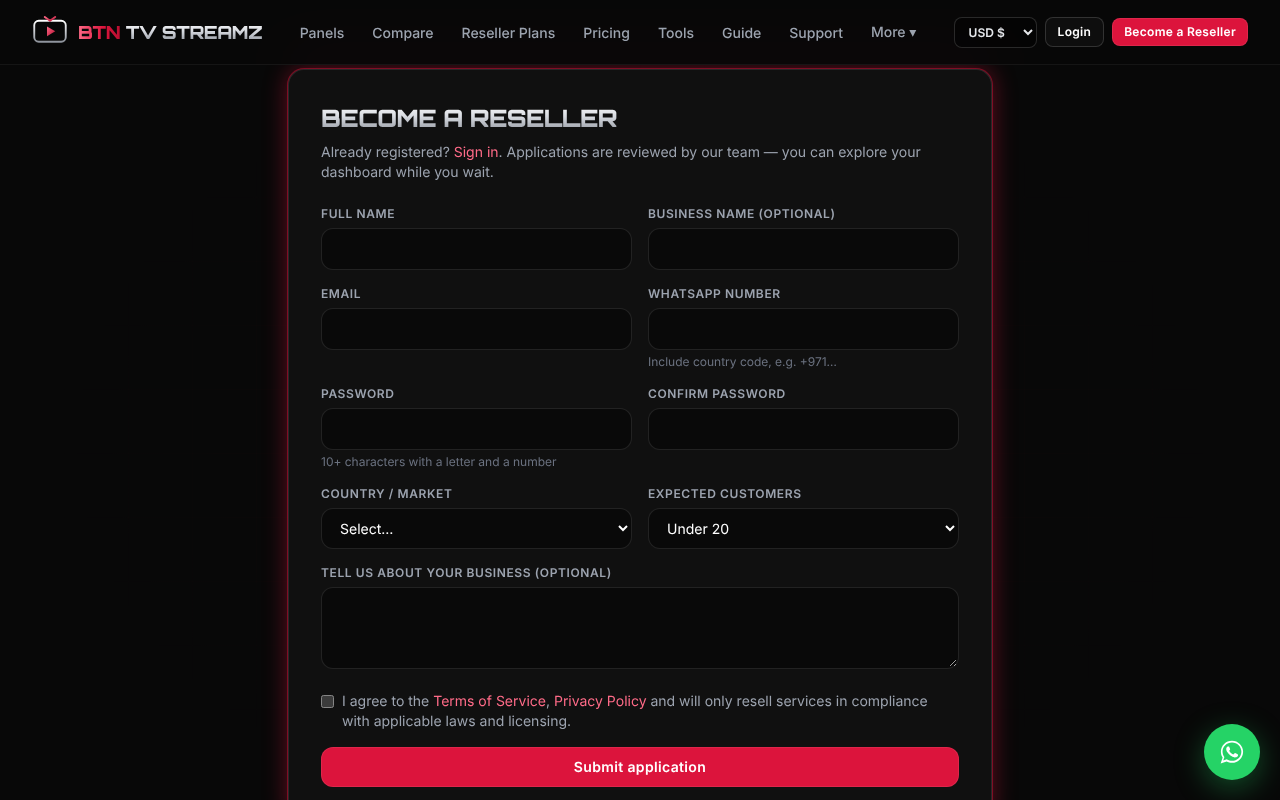 BTN TV STREAMZ
Panels
Compare
Reseller Plans
Pricing
Tools
Guide
Support
More ▾
USD $
Login
Become a Reseller
BECOME A RESELLER
Already registered? Sign in. Applications are reviewed by our team — you can explore your
dashboard while you wait.
FULL NAME
BUSINESS NAME (OPTIONAL)
EMAIL
WHATSAPP NUMBER
Include country code, e.g. +971...
PASSWORD
CONFIRM PASSWORD
10+ characters with a letter and a number
COUNTRY / MARKET
EXPECTED CUSTOMERS
Select...
Under 20
TELL US ABOUT YOUR BUSINESS (OPTIONAL)
I agree to the Terms of Service, Privacy Policy and will only resell services in compliance
with applicable laws and licensing.
Submit application